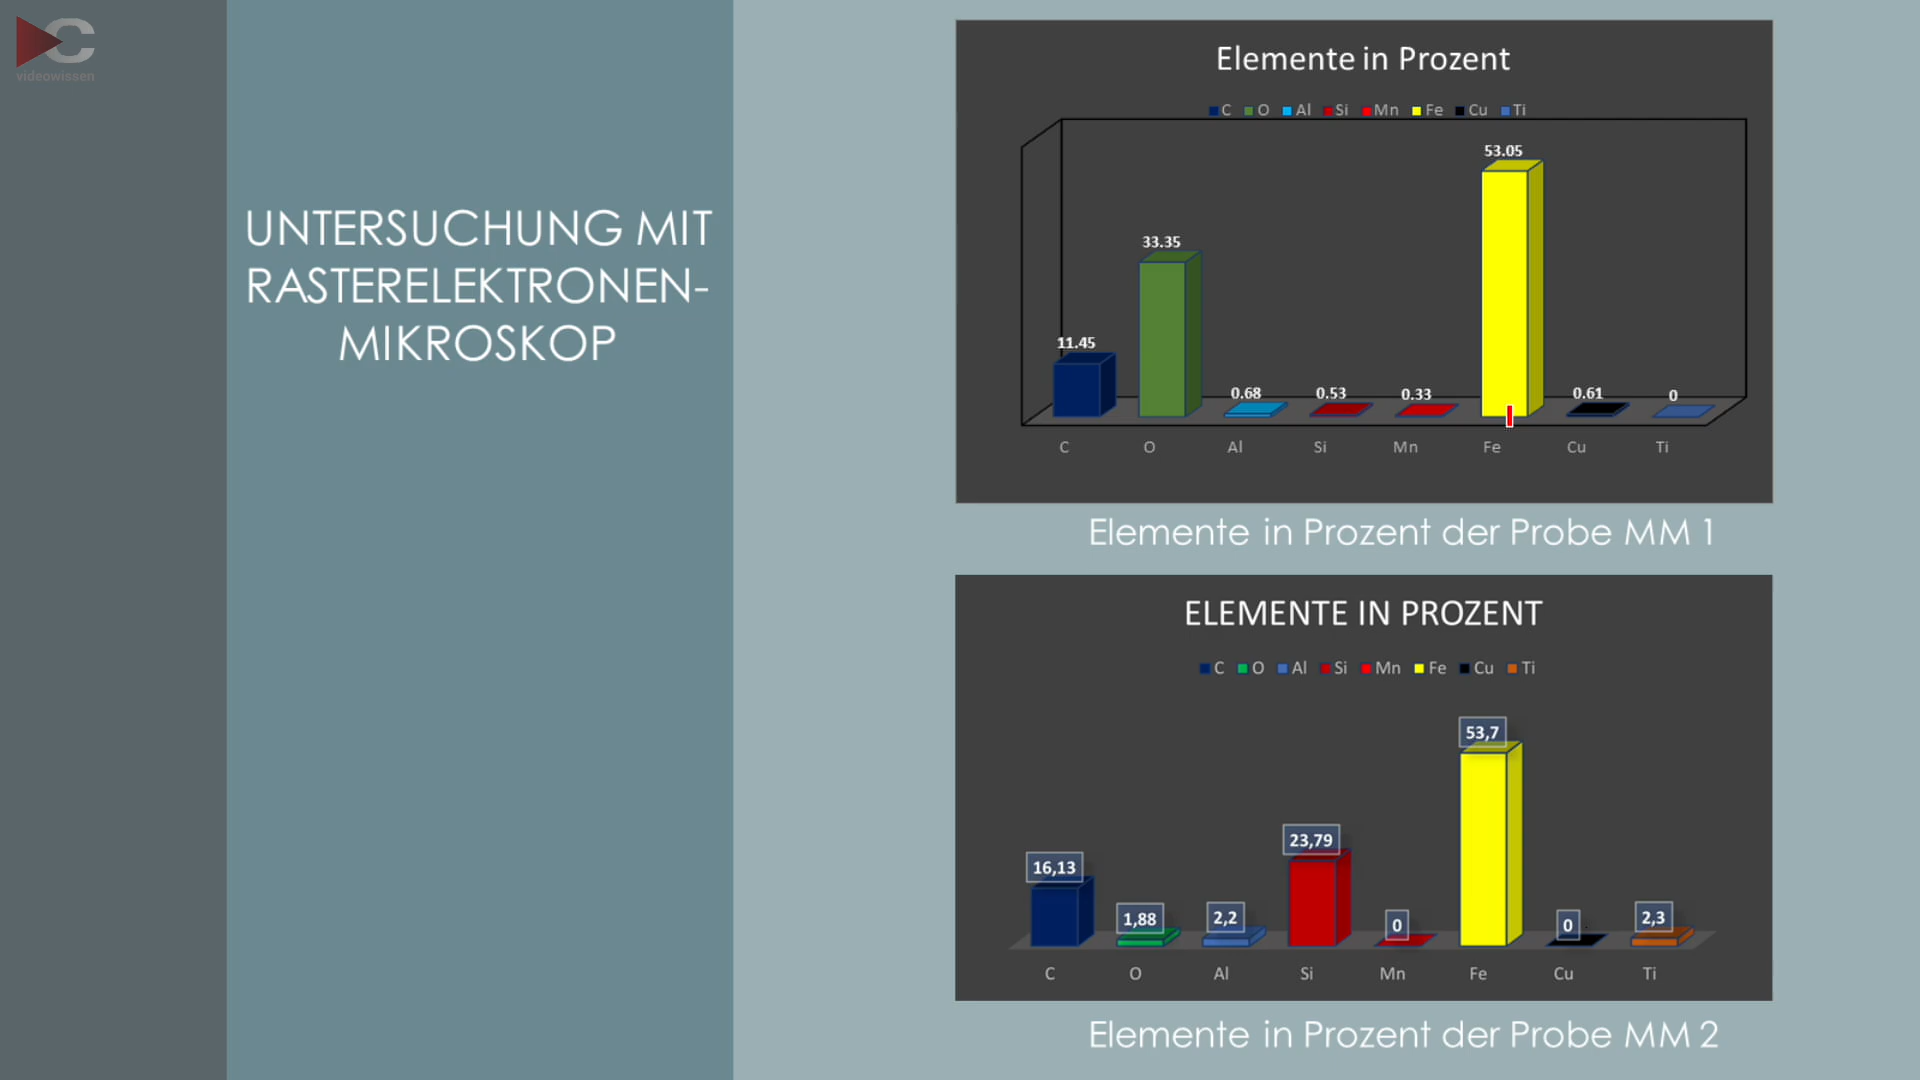 C
videowissen
UNTERSUCHUNG MIT
RASTERELEKTRONEN-
MIKROSKOP
Elemente in Prozent
C O Al Si Mn Fe Cu Ti
53.05
33.35
11.45
0.68 0.53 0.33 0.61 0
C O Al Si Mn Fe Cu Ti
Elemente in Prozent der Probe MM 1
ELEMENTE IN PROZENT
C O Al Si Mn Fe Cu Ti
53,7
23,79
16,13
1,88 2,2 0 0 2,3
C O Al Si Mn Fe Cu Ti
Elemente in Prozent der Probe MM 2